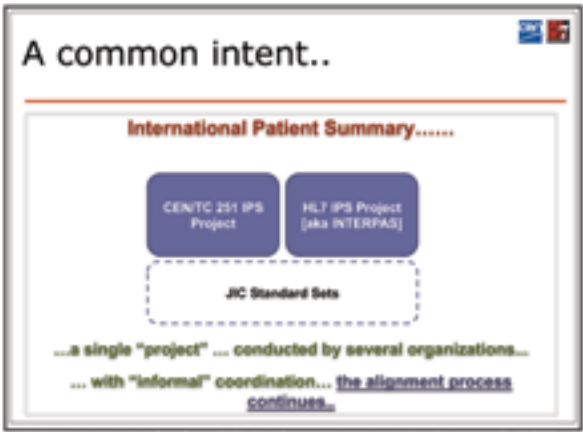 A common intent..
International Patient Summary......
CEN/TC 251 IPS
Project
HL7 IPS Project
[aka INTERPAS]
JIC Standard Sets
...a single “project” ... conducted by several organizations...
... with “informal” coordination... the alignment process
continues..